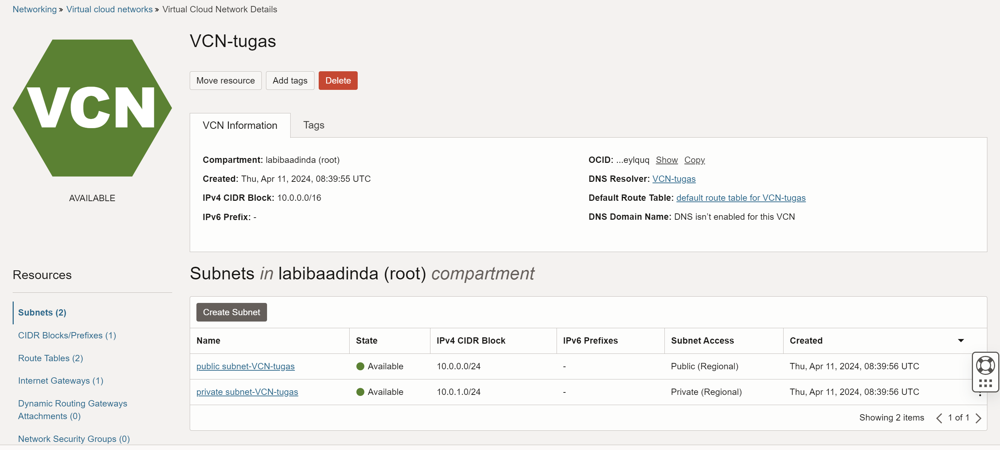 Networking » Virtual cloud networks » Virtual Cloud Network Details
VCN
AVAILABLE
VCN-tugas
Move resource Add tags Delete
VCN Information Tags
Compartment: labibaadinda (root)
Created: Thu, Apr 11, 2024, 08:39:55 UTC
IPv4 CIDR Block: 10.0.0.0/16
IPv6 Prefix: -
OCID: ...eylquq Show Copy
DNS Resolver: VCN-tugas
Default Route Table: default route table for VCN-tugas
DNS Domain Name: DNS isn’t enabled for this VCN
Resources
Subnets (2)
CIDR Blocks/Prefixes (1)
Route Tables (2)
Internet Gateways (1)
Dynamic Routing Gateways
Attachments (0)
Network Security Groups (0)
Subnets in labibaadinda (root) compartment
Create Subnet
Name State IPv4 CIDR Block IPv6 Prefixes Subnet Access Created
public subnet-VCN-tugas Available 10.0.0.0/24 - Public (Regional) Thu, Apr 11, 2024, 08:39:56 UTC
private subnet-VCN-tugas Available 10.0.1.0/24 - Private (Regional) Thu, Apr 11, 2024, 08:39:56 UTC
Showing 2 items 1 of 1